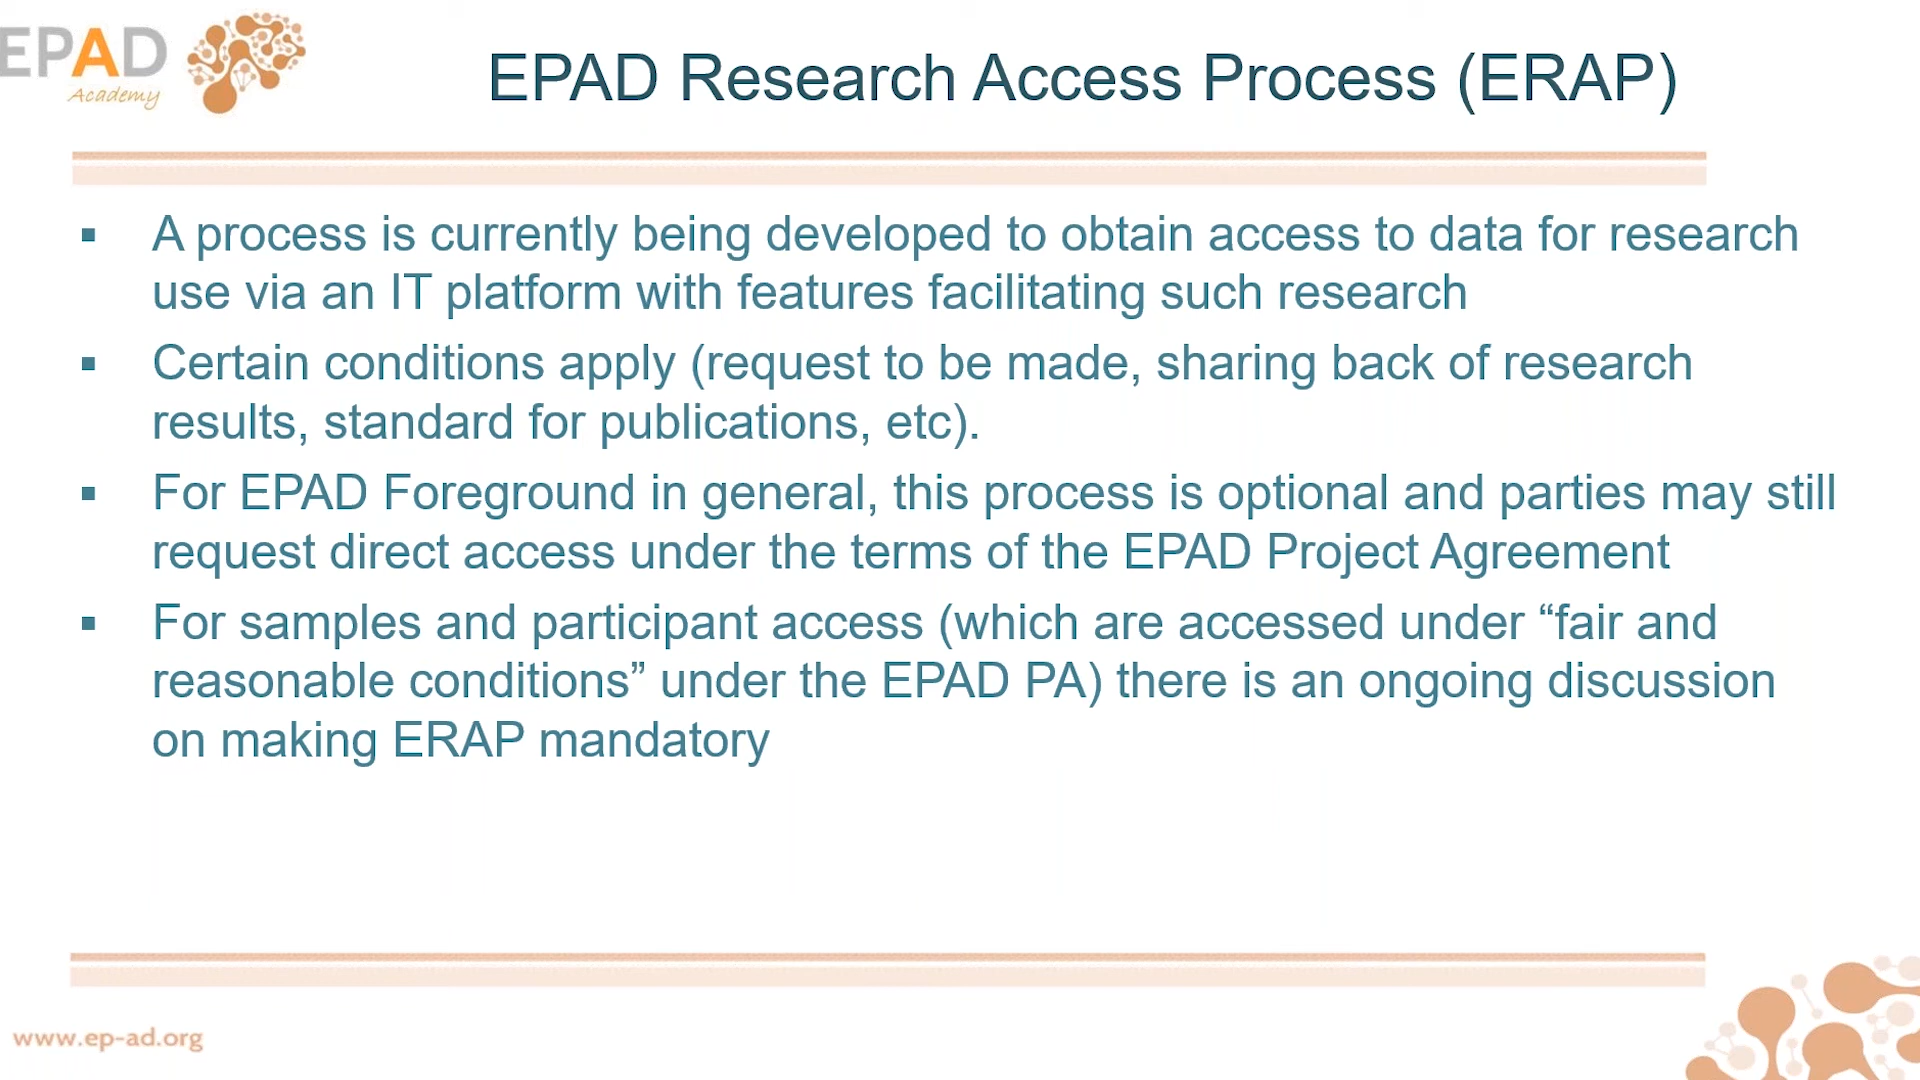 EPAD
Academy
EPAD Research Access Process (ERAP)
▪ A process is currently being developed to obtain access to data for research
use via an IT platform with features facilitating such research
▪ Certain conditions apply (request to be made, sharing back of research
results, standard for publications, etc).
▪ For EPAD Foreground in general, this process is optional and parties may still
request direct access under the terms of the EPAD Project Agreement
▪ For samples and participant access (which are accessed under “fair and
reasonable conditions” under the EPAD PA) there is an ongoing discussion
on making ERAP mandatory
www.ep-ad.org